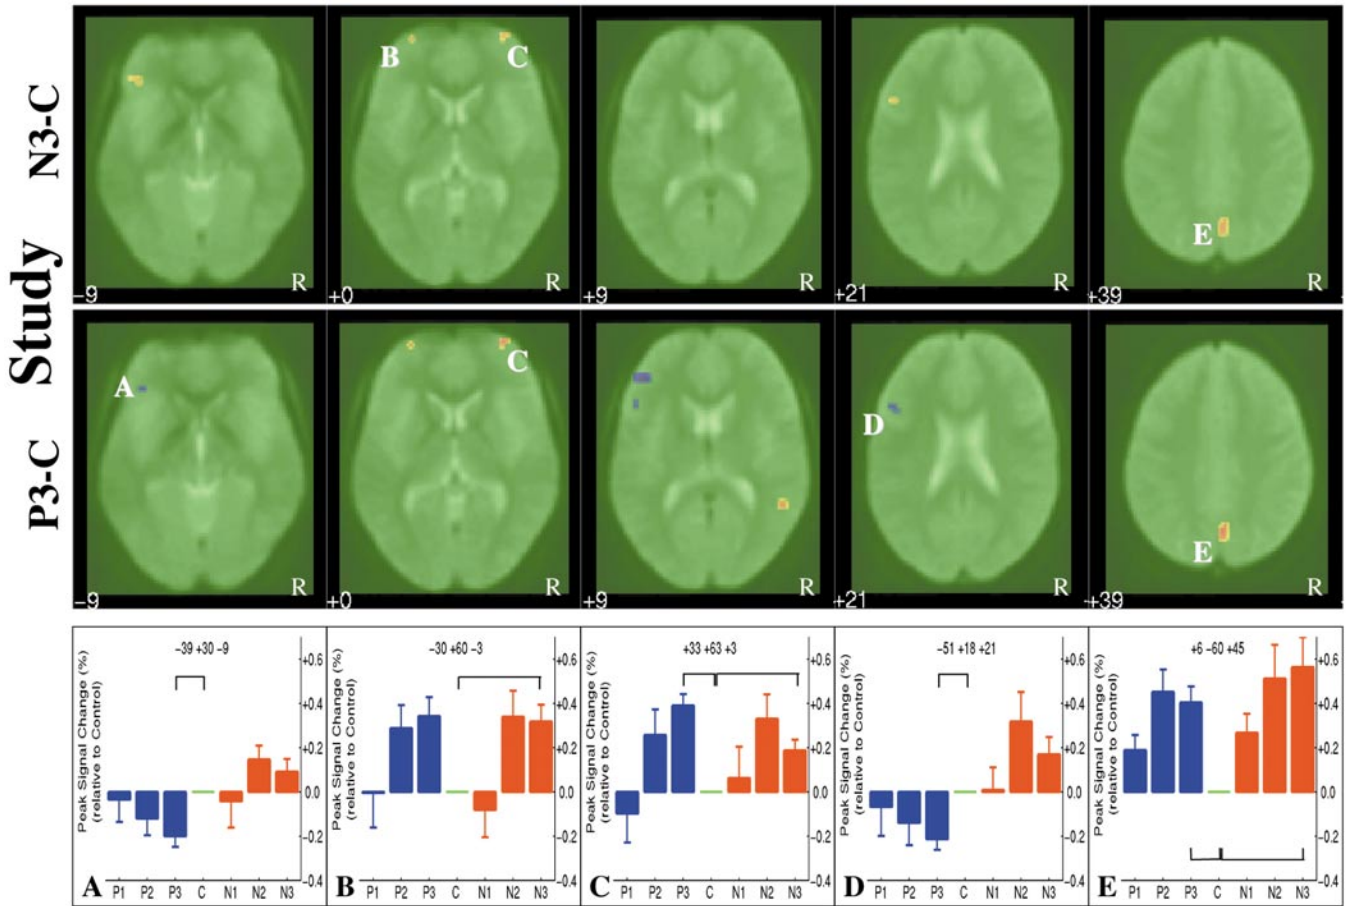 Study
N3-C
B
C
E
R
R
R
R
R
-9
+0
+9
+21
+39
P3-C
A
C
D
E
R
R
R
R
R
-9
+0
+9
+21
+39
Peak Signal Change (%)
(relative to Control)
-39 +30 -9
+0.6
+0.4
+0.2
0.0
-0.2
-0.4
A
P1 P2 P3 C N1 N2 N3
Peak Signal Change (%)
(relative to Control)
-30 +60 -3
+0.6
+0.4
+0.2
0.0
-0.2
-0.4
B
P1 P2 P3 C N1 N2 N3
Peak Signal Change (%)
(relative to Control)
+33 +63 +3
+0.6
+0.4
+0.2
0.0
-0.2
-0.4
C
P1 P2 P3 C N1 N2 N3
Peak Signal Change (%)
(relative to Control)
-51 +18 +21
+0.6
+0.4
+0.2
0.0
-0.2
-0.4
D
P1 P2 P3 C N1 N2 N3
Peak Signal Change (%)
(relative to Control)
+6 -60 +45
+0.6
+0.4
+0.2
0.0
-0.2
-0.4
E
P1 P2 P3 C N1 N2 N3